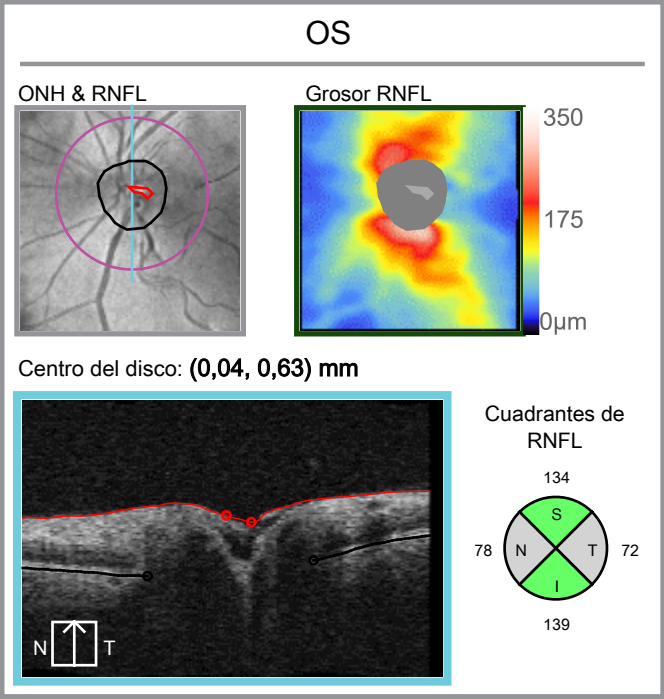 OS
ONH & RNFL
Grosor RNFL
350
175
0µm
Centro del disco: (0,04, 0,63) mm
Cuadrantes de
RNFL
134
S
78 N T 72
I
139
N T